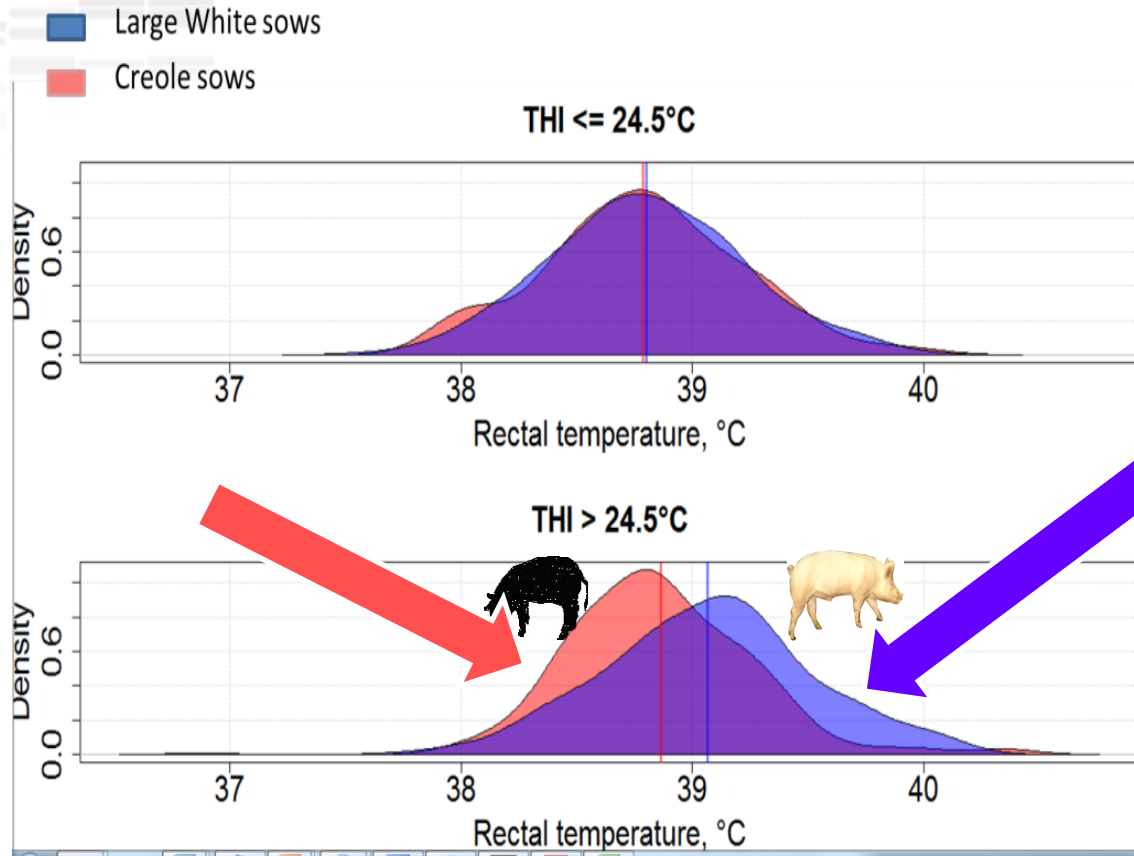 Large White sows
Creole sows
THI <= 24.5°C
Density
0.0 0.6
37 38 39 40
Rectal temperature, °C
THI > 24.5°C
Density
0.0 0.6
37 38 39 40
Rectal temperature, °C